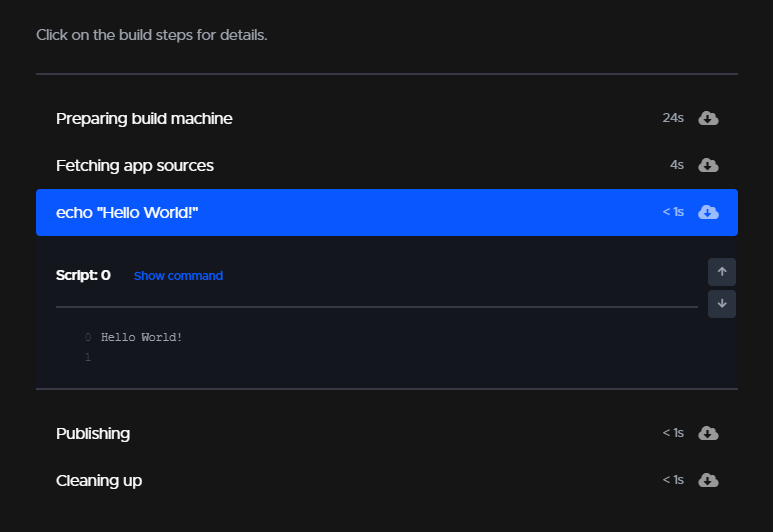 Click on the build steps for details.
Preparing build machine 24s
Fetching app sources 4s
echo "Hello World!" < 1s
Script: 0 Show command
0 Hello World!
1
Publishing < 1s
Cleaning up < 1s